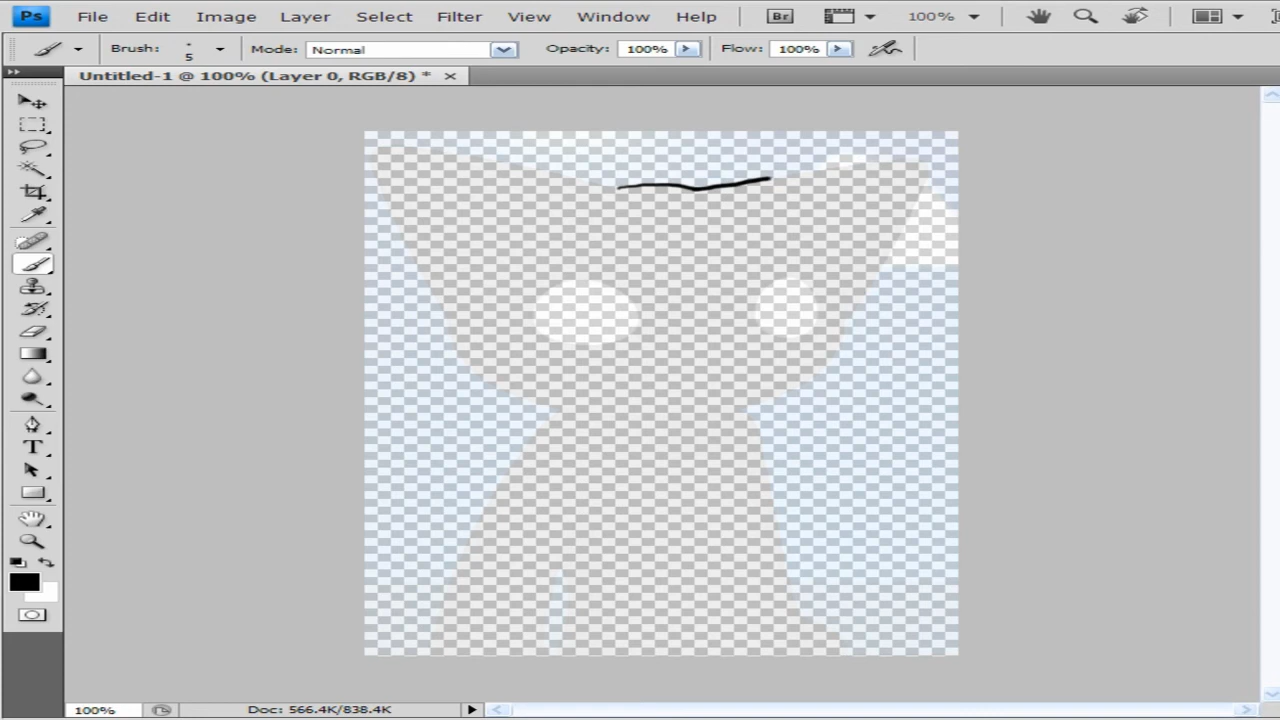 Ps File Edit Image Layer Select Filter View Window Help Br 100%
Brush: 5 Mode: Normal Opacity: 100% Flow: 100%
Untitled-1 @ 100% (Layer 0, RGB/8) *
T
100% Doc: 566.4K/838.4K